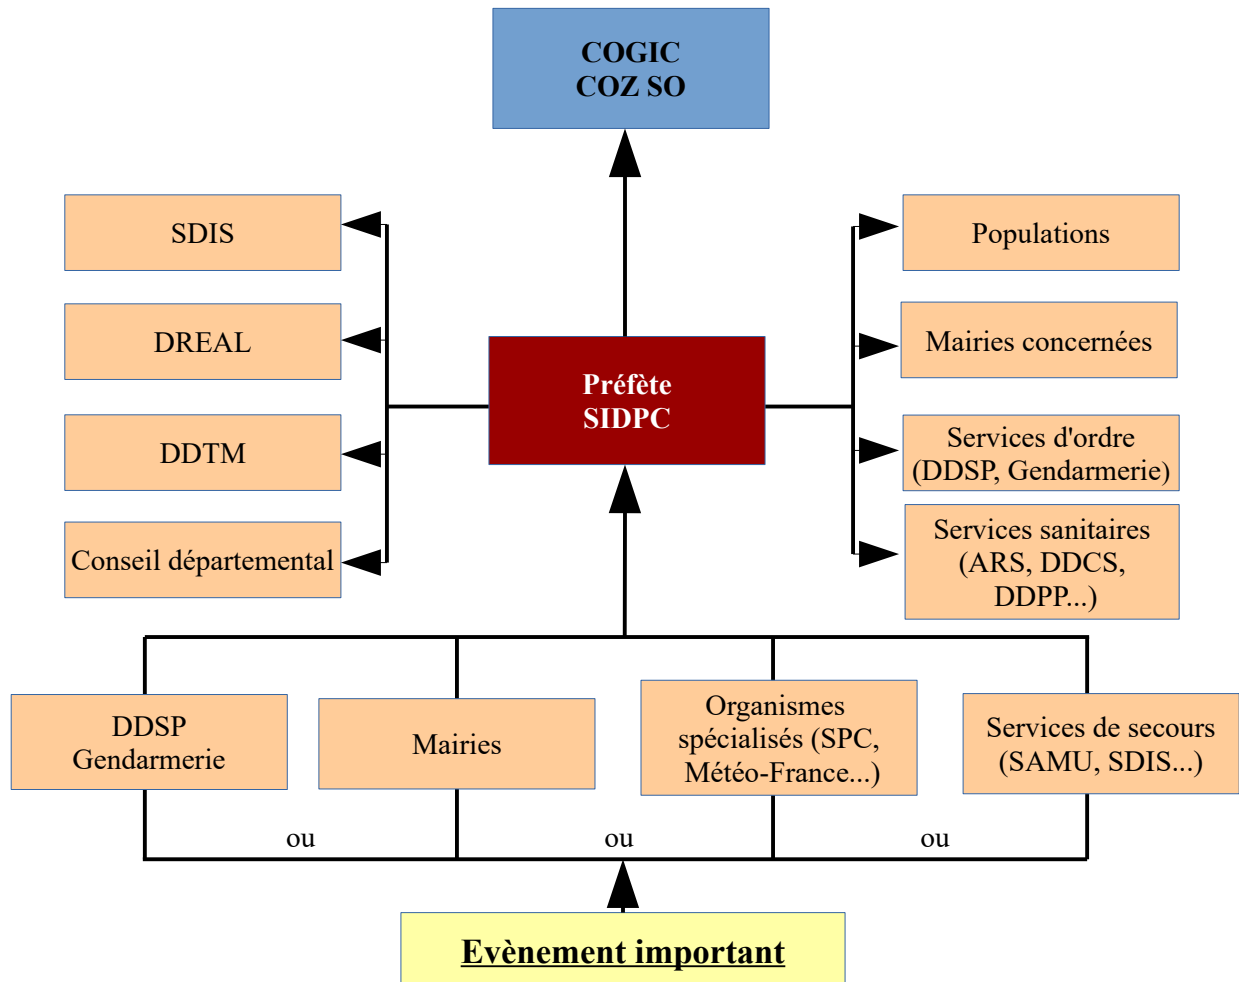 COGIC
COZ SO
SDIS
Populations
DREAL
Mairies concernées
Préfète
SIDPC
DDTM
Services d'ordre
(DDSP, Gendarmerie)
Conseil départemental
Services sanitaires
(ARS, DDCS,
DDPP...)
DDSP
Gendarmerie
Mairies
Organismes
spécialisés (SPC,
Météo-France...)
Services de secours
(SAMU, SDIS...)
ou
ou
ou
Evènement important